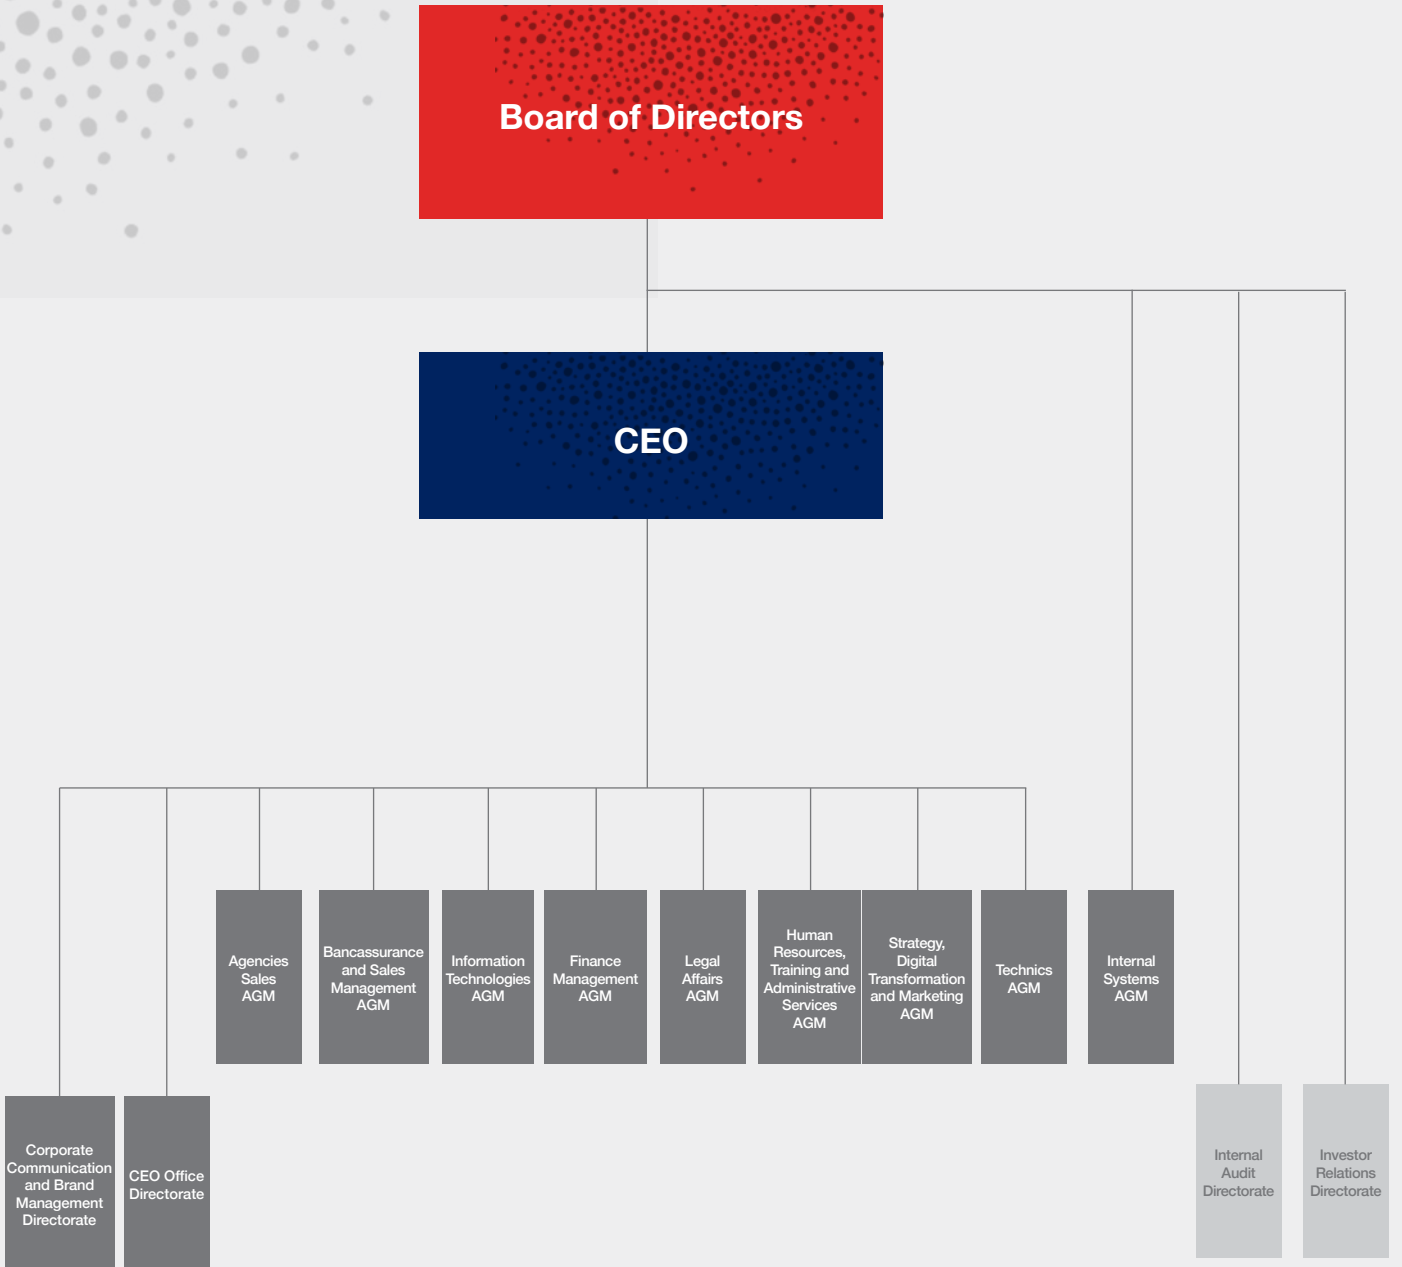 Board of Directors
CEO
Agencies
Sales
AGM
Bancassurance
and Sales
Management
AGM
Information
Technologies
AGM
Finance
Management
AGM
Legal
Affairs
AGM
Human
Resources,
Training and
Administrative
Services
AGM
Strategy,
Digital
Transformation
and Marketing
AGM
Technics
AGM
Internal
Systems
AGM
Corporate
Communication
and Brand
Management
Directorate
CEO Office
Directorate
Internal
Audit
Directorate
Investor
Relations
Directorate